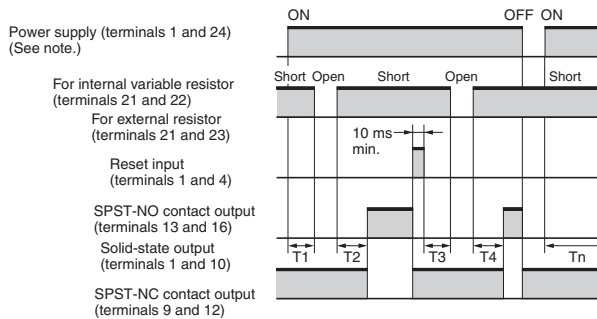 ON OFF ON
Power supply (terminals 1 and 24)
(See note.)
Short Open Short Open Short
For internal variable resistor
(terminals 21 and 22)
For external resistor
(terminals 21 and 23)
10 ms
min.
Reset input
(terminals 1 and 4)
SPST-NO contact output
(terminals 13 and 16)
Solid-state output
(terminals 1 and 10)
T1 T2 T3 T4 Tn
SPST-NC contact output
(terminals 9 and 12)